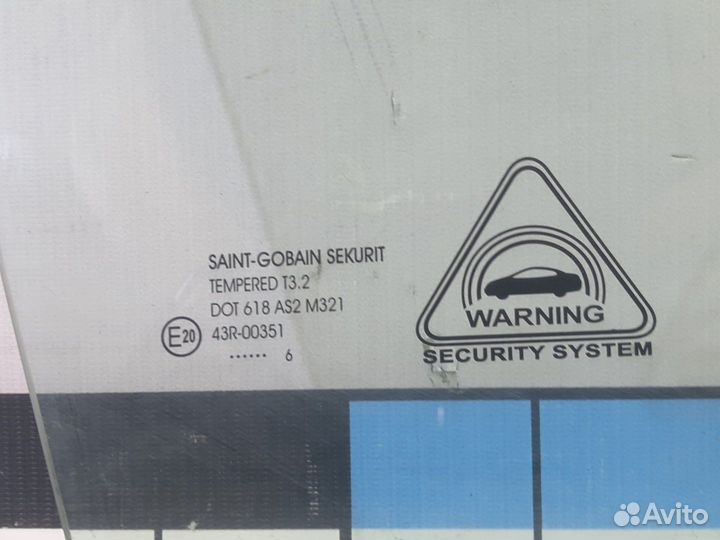 SAINT-GOBAIN SEKURIT
TEMPERED T3.2
DOT 618 AS2 M321
E20 43R-00351
...... 6
WARNING
SECURITY SYSTEM
Avito